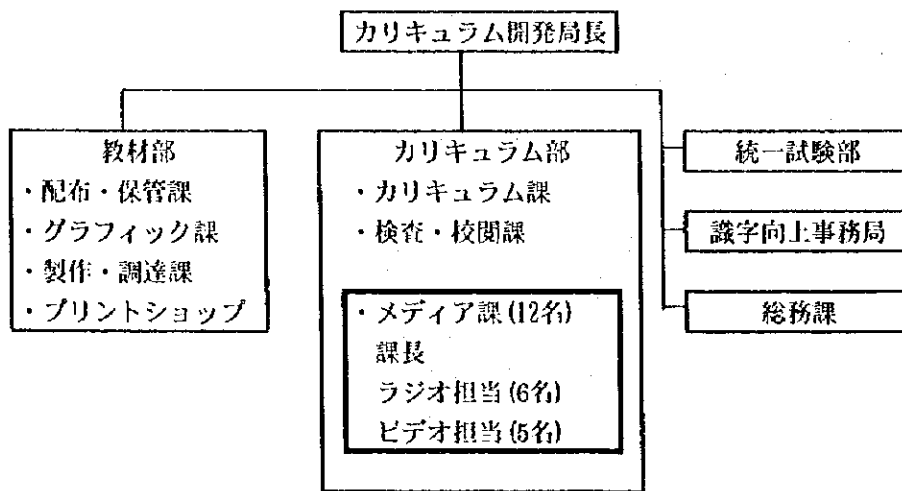 カリキュラム開発局長
教材部
・配布・保管課
・グラフィック課
・製作・調達課
・プリントショップ
カリキュラム部
・カリキュラム課
・検査・校閲課
・メディア課(12名)
課長
ラジオ担当(6名)
ビデオ担当(5名)
統一試験部
識字向上事務局
総務課